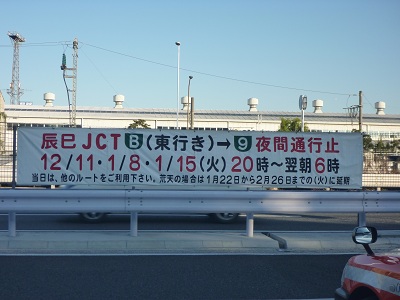 辰巳JCT B (東行き)→9 夜間通行止
12/11・1/8・1/15(火) 20時〜翌朝6時
当日は、他のルートをご利用下さい。荒天の場合は1月22日から2月26日までの(火)に延期